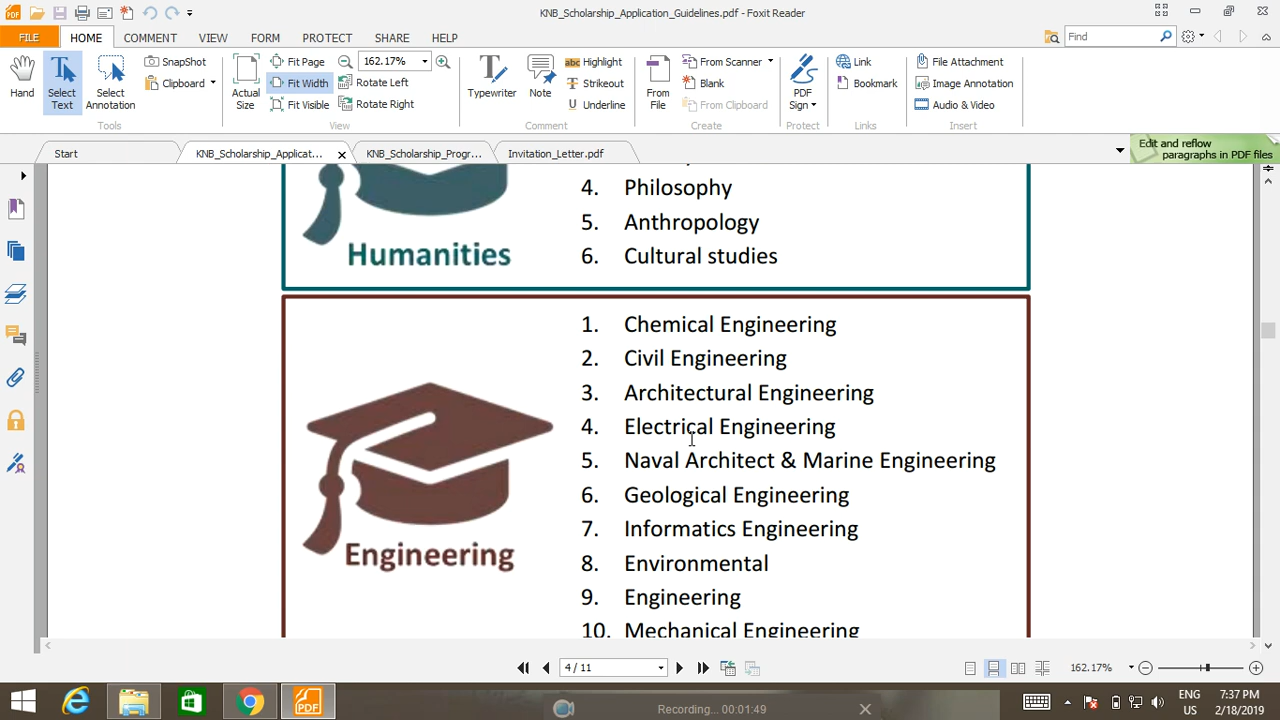 KNB_Scholarship_Application_Guidelines.pdf - Foxit Reader
FILE HOME COMMENT VIEW FORM PROTECT SHARE HELP Find
Hand Select Text Select Annotation SnapShot Clipboard Tools
Actual Size Fit Page Fit Width Fit Visible 162.17% Rotate Left Rotate Right View
Typewriter Note Highlight Strikeout Underline Comment
From File From Scanner Blank From Clipboard Create
PDF Sign Protect
Link Bookmark Links
File Attachment Image Annotation Audio & Video Insert
Start KNB_Scholarship_Applicat... KNB_Scholarship_Progr... Invitation_Letter.pdf
Edit and reflow
paragraphs in PDF files
Humanities
4. Philosophy
5. Anthropology
6. Cultural studies
Engineering
1. Chemical Engineering
2. Civil Engineering
3. Architectural Engineering
4. Electrical Engineering
5. Naval Architect & Marine Engineering
6. Geological Engineering
7. Informatics Engineering
8. Environmental
9. Engineering
10. Mechanical Engineering
4 / 11 162.17%
Recording... 00:01:49
ENG
US
7:37 PM
2/18/2019